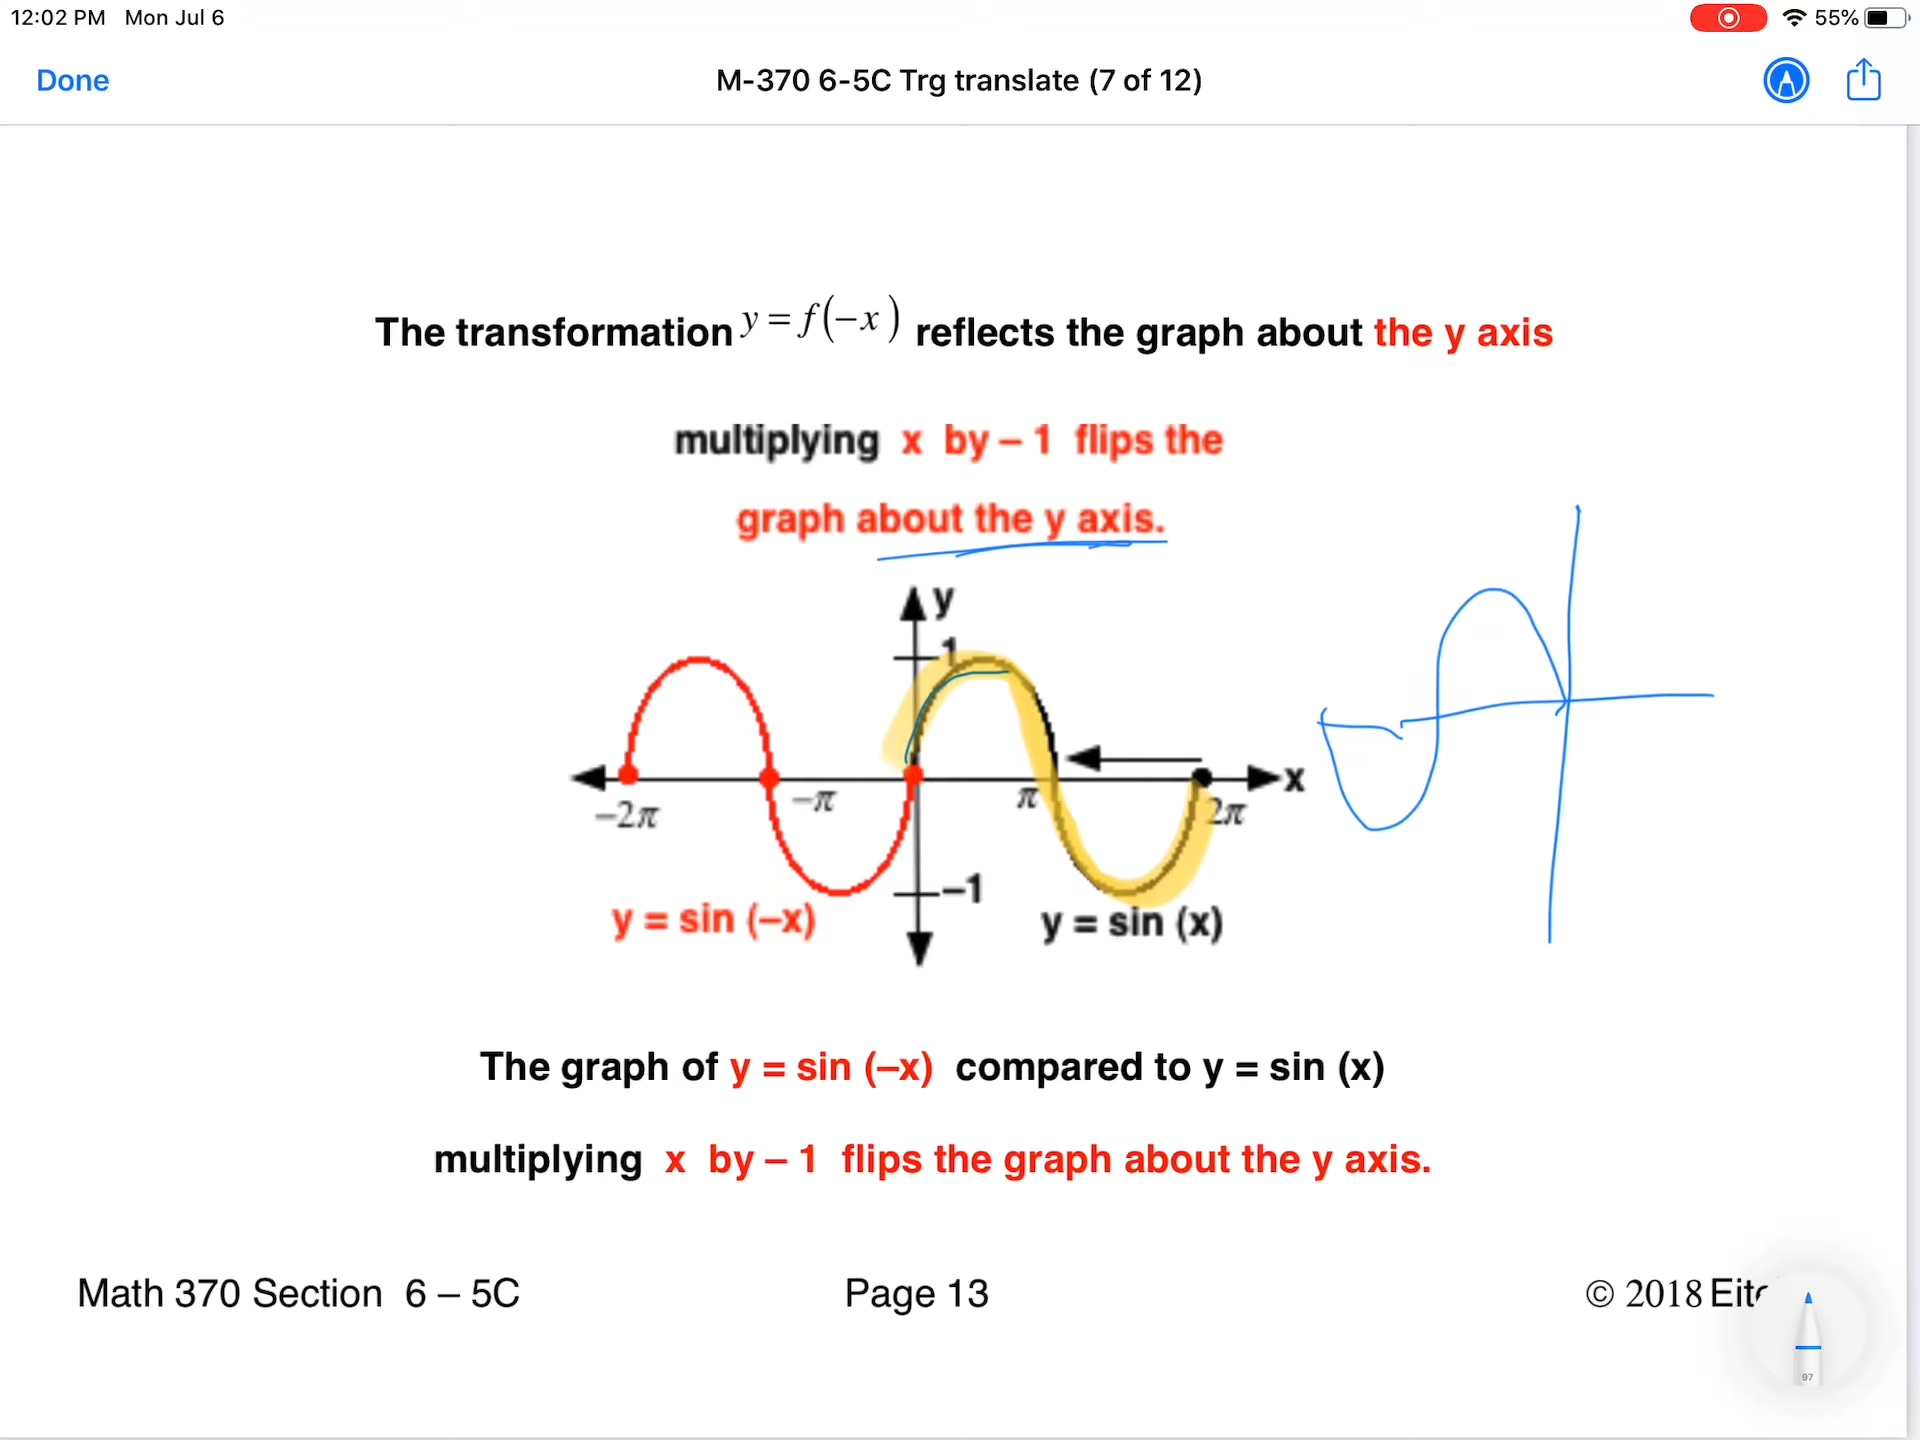 12:02 PM Mon Jul 6
55%
Done
M-370 6-5C Trg translate (7 of 12)
The transformation y = f(−x) reflects the graph about the y axis
multiplying x by – 1 flips the
graph about the y axis.
y
1
x
−2π
−π
π
2π
–1
y = sin (–x)
y = sin (x)
The graph of y = sin (–x) compared to y = sin (x)
multiplying x by – 1 flips the graph about the y axis.
Math 370 Section 6 – 5C
Page 13
© 2018
97